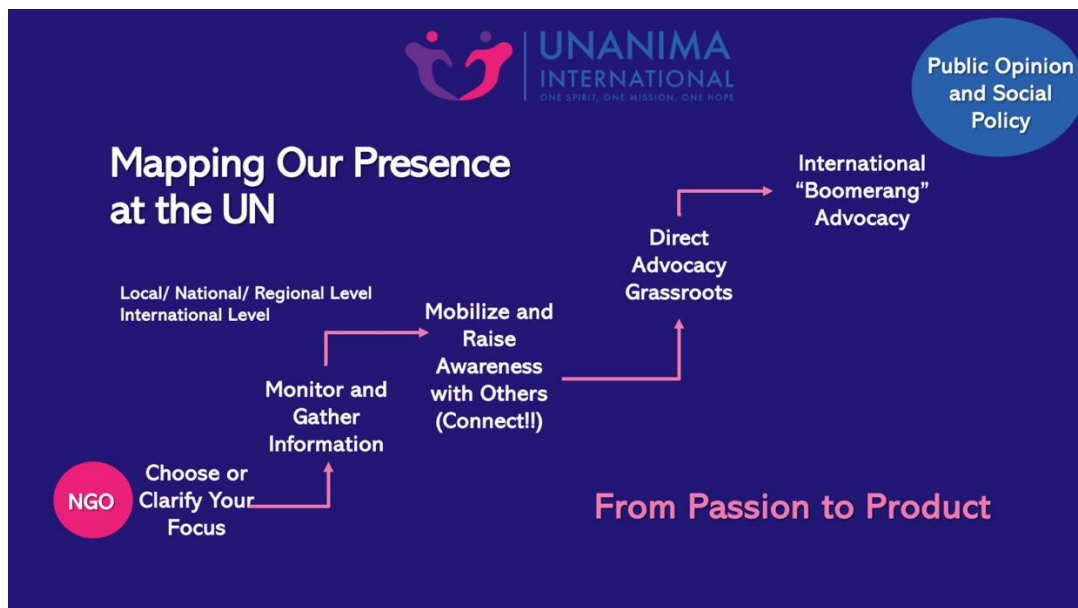 UNANIMA
INTERNATIONAL
ONE SPIRIT, ONE MISSION, ONE HOPE
Public Opinion
and Social
Policy
Mapping Our Presence
at the UN
International
“Boomerang”
Advocacy
Direct
Advocacy
Grassroots
Local/ National/ Regional Level
International Level
Mobilize and
Raise
Awareness
with Others
(Connect!!)
Monitor and
Gather
Information
NGO
Choose or
Clarify Your
Focus
From Passion to Product